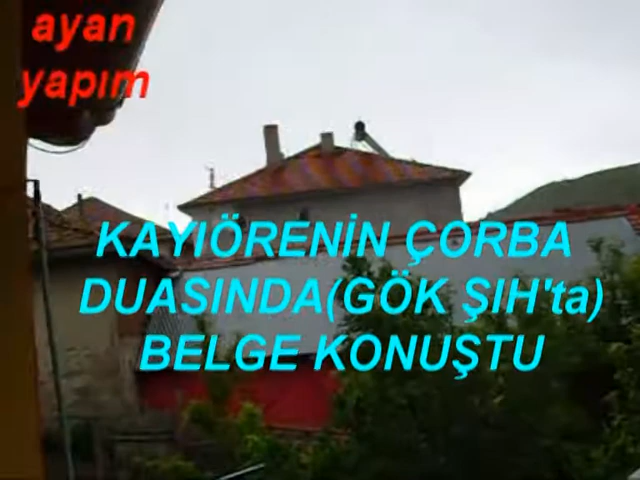 ayan
yapım
KAYIÖRENİN ÇORBA
DUASINDA(GÖK ŞIH'ta)
BELGE KONUŞTU